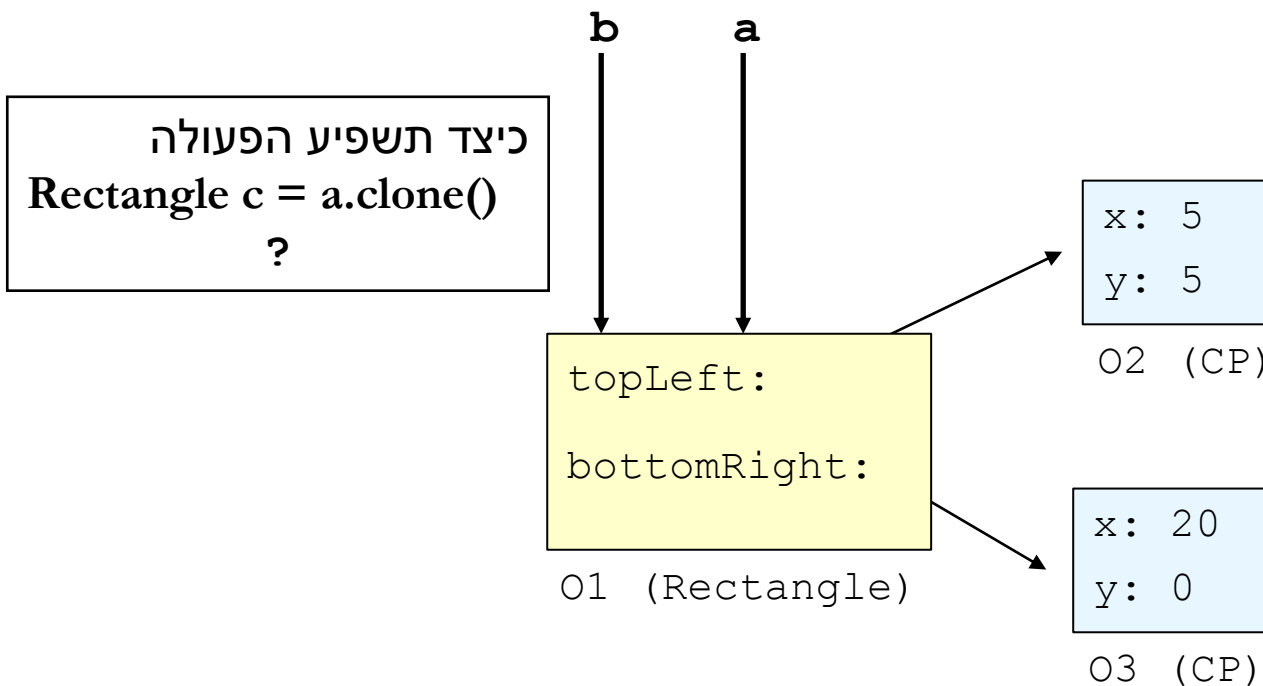 b a
כיצד תשפיע הפעולה
Rectangle c = a.clone()
?
x: 5
y: 5
O2 (CP)
topLeft:
bottomRight:
O1 (Rectangle)
x: 20
y: 0
O3 (CP)